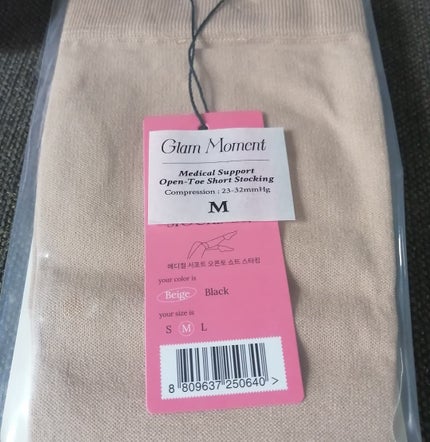 Glam Moment
Medical Support
Open-Toe Short Stocking
Compression : 23-32mmHg
M
메디컬 서포트 오픈토 쇼트 스타킹
your color is
Beige Black
your size is
S M L
8 809637 250640 >